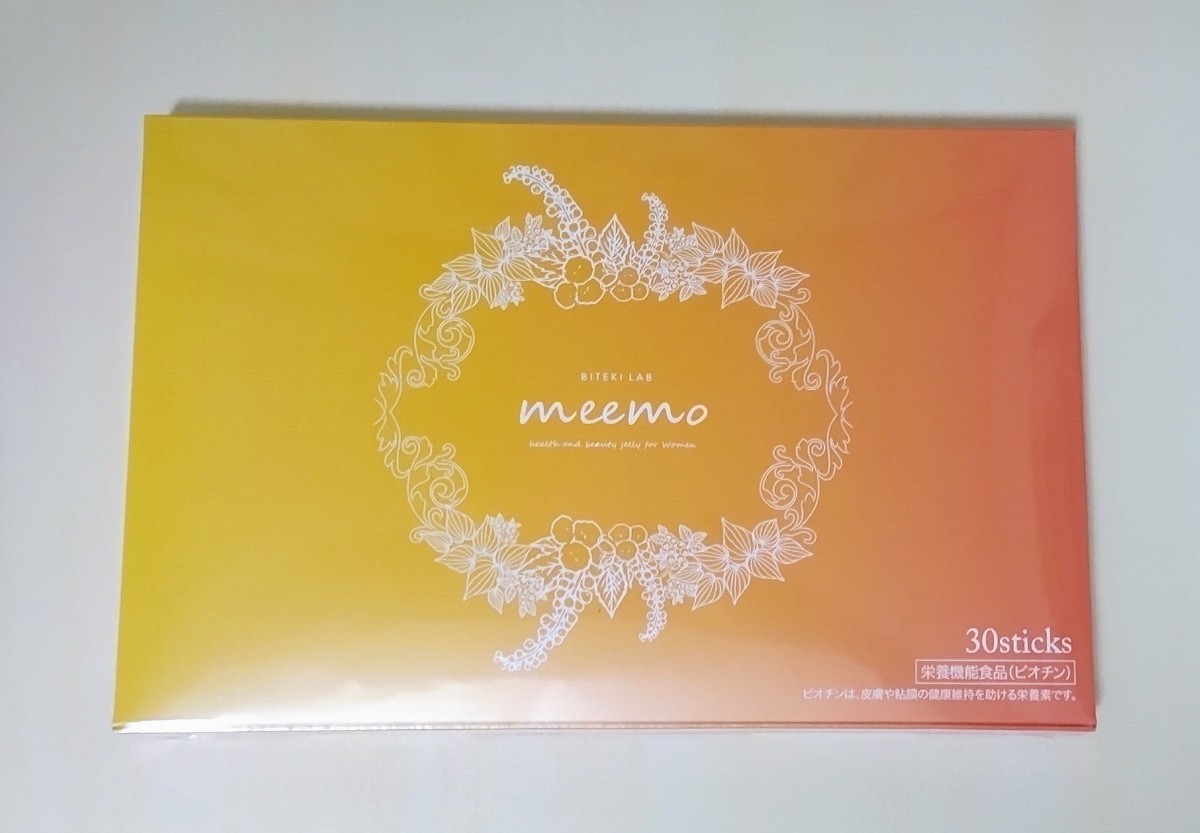 BITEKI LAB
meemo
health and beauty jelly for Women
30sticks
栄養機能食品(ビオチン)
ビオチンは、皮膚や粘膜の健康維持を助ける栄養素です。